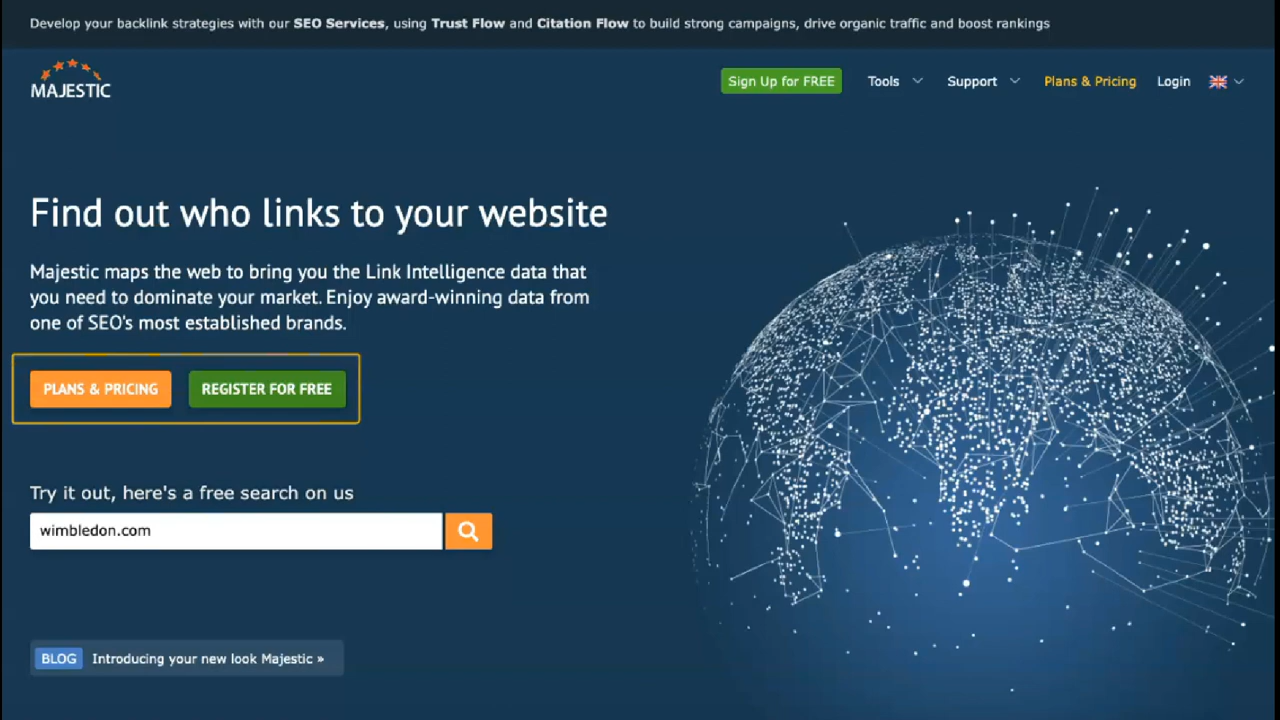 Develop your backlink strategies with our SEO Services, using Trust Flow and Citation Flow to build strong campaigns, drive organic traffic and boost rankings
MAJESTIC
Sign Up for FREE
Tools
Support
Plans & Pricing
Login
Find out who links to your website
Majestic maps the web to bring you the Link Intelligence data that
you need to dominate your market. Enjoy award-winning data from
one of SEO's most established brands.
PLANS & PRICING
REGISTER FOR FREE
Try it out, here's a free search on us
wimbledon.com
BLOG Introducing your new look Majestic »